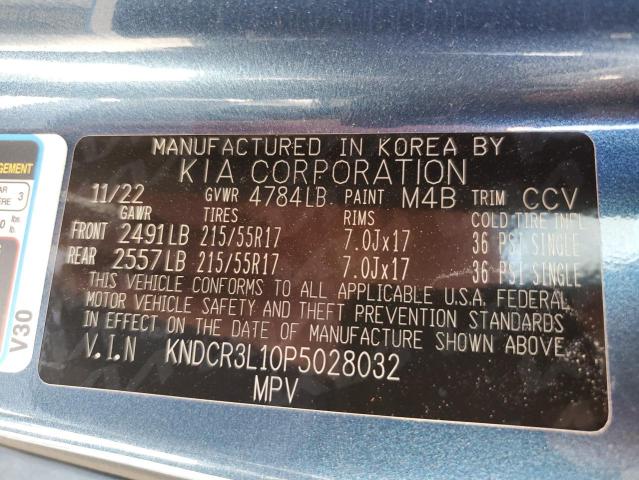 MANUFACTURED IN KOREA BY
KIA CORPORATION
11/22 GVWR 4784LB PAINT M4B TRIM CCV
GAWR TIRES RIMS COLD TIRE INFL
FRONT 2491LB 215/55R17 7.0Jx17 36 PSI SINGLE
REAR 2557LB 215/55R17 7.0Jx17 36 PSI SINGLE
THIS VEHICLE CONFORMS TO ALL APPLICABLE U.S.A. FEDERAL
MOTOR VEHICLE SAFETY AND THEFT PREVENTION STANDARDS
IN EFFECT ON THE DATE OF MANUFACTURE SHOWN ABOVE.
V.I.N KNDCR3L10P5028032
MPV
3
V30